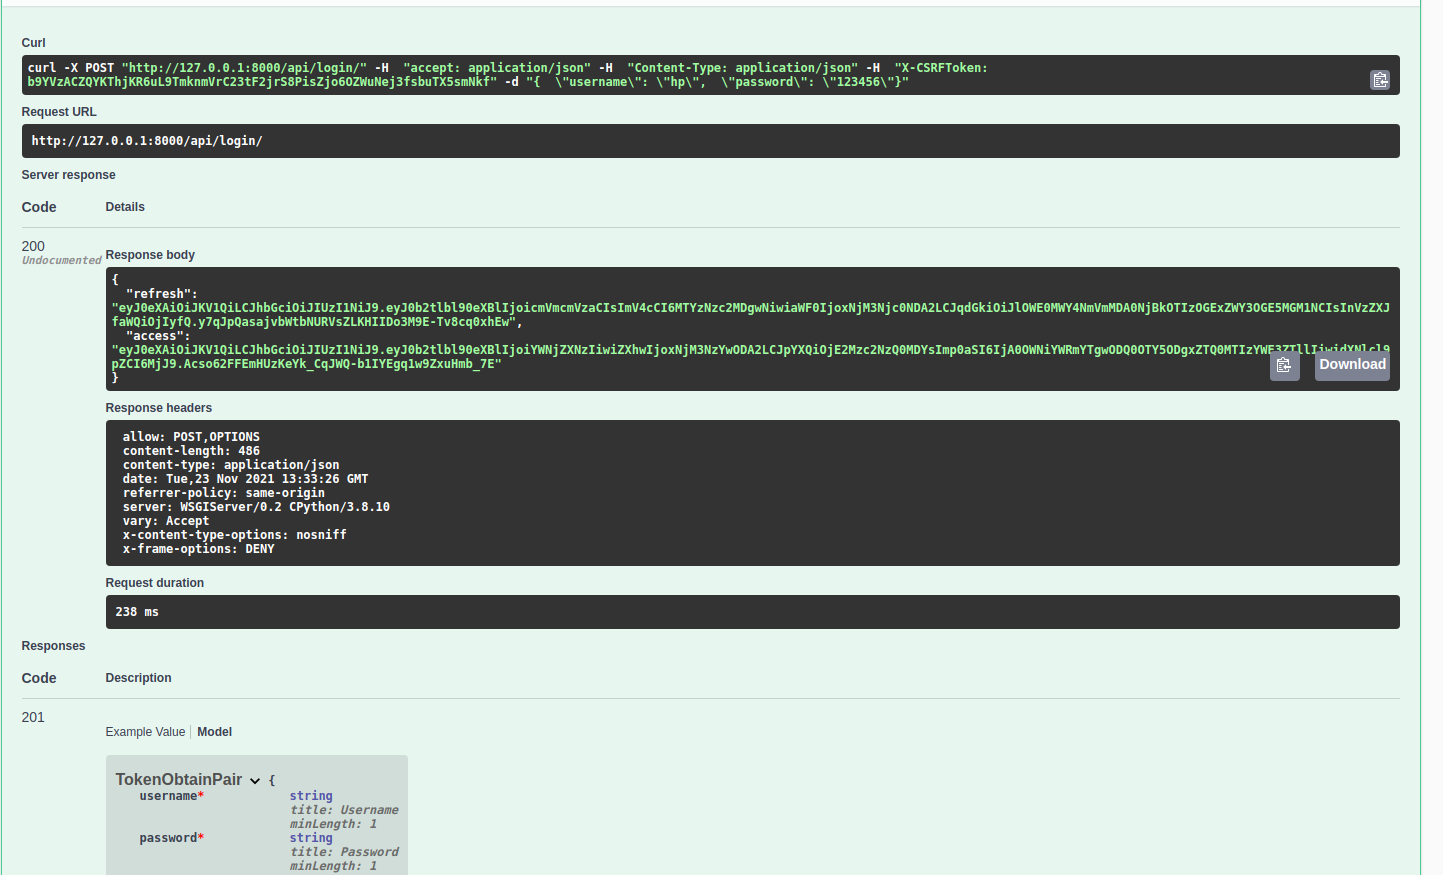 Curl
curl -X POST "http://127.0.0.1:8000/api/login/" -H  "accept: application/json" -H  "Content-Type: application/json" -H  "X-CSRFToken:
b9YVzACZQYKThjKR6uL9TmknmVrC23tF2jrS8PisZjo6OZWuNej3fsbuTX5smNkf" -d "{  \"username\": \"hp\",  \"password\": \"123456\"}"
Request URL
http://127.0.0.1:8000/api/login/
Server response
Code Details
200
Undocumented
Response body
{
"refresh":
"eyJ0eXAiOiJKV1QiLCJhbGciOiJIUzI1NiJ9.eyJ0b2tlbl90eXBlIjoicmVmcmVzaCIsImV4cCI6MTYzNzc2MDgwNiwiaWF0IjoxNjM3Njc0NDA2LCJqdGkiOiJlOWE0MWY4NmVmMDA0NjBkOTIzOGExZWY3OGE5MGM1NCIsInVzZXJ
faWQiOjIyfQ.y7qJpQasajvbWtbNURVsZLKHIIDo3M9E-Tv8cq0xhEw",
"access":
pZCI6MjJ9.Acso62FFEmHUzKeYk_CqJWQ-b1IYEgq1w9ZxuHmb_7E"
}
Download
Response headers
allow: POST,OPTIONS
content-length: 486
content-type: application/json
date: Tue,23 Nov 2021 13:33:26 GMT
referrer-policy: same-origin
server: WSGIServer/0.2 CPython/3.8.10
vary: Accept
x-content-type-options: nosniff
x-frame-options: DENY
Request duration
238 ms
Responses
Code Description
201
Example Value Model
TokenObtainPair {
username* string
title: Username
minLength: 1
password* string
title: Password
minLength: 1